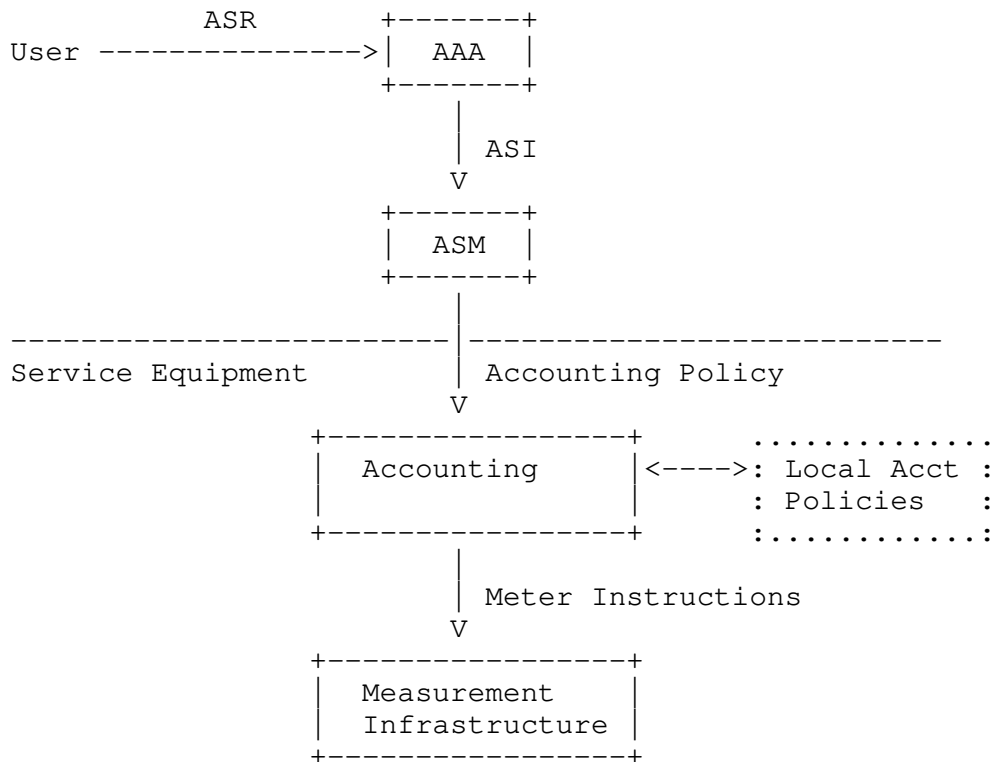 ASR
User
AAA
ASI
ASM
Service Equipment
Accounting Policy
Accounting
Local Acct
Policies
Meter Instructions
Measurement
Infrastructure